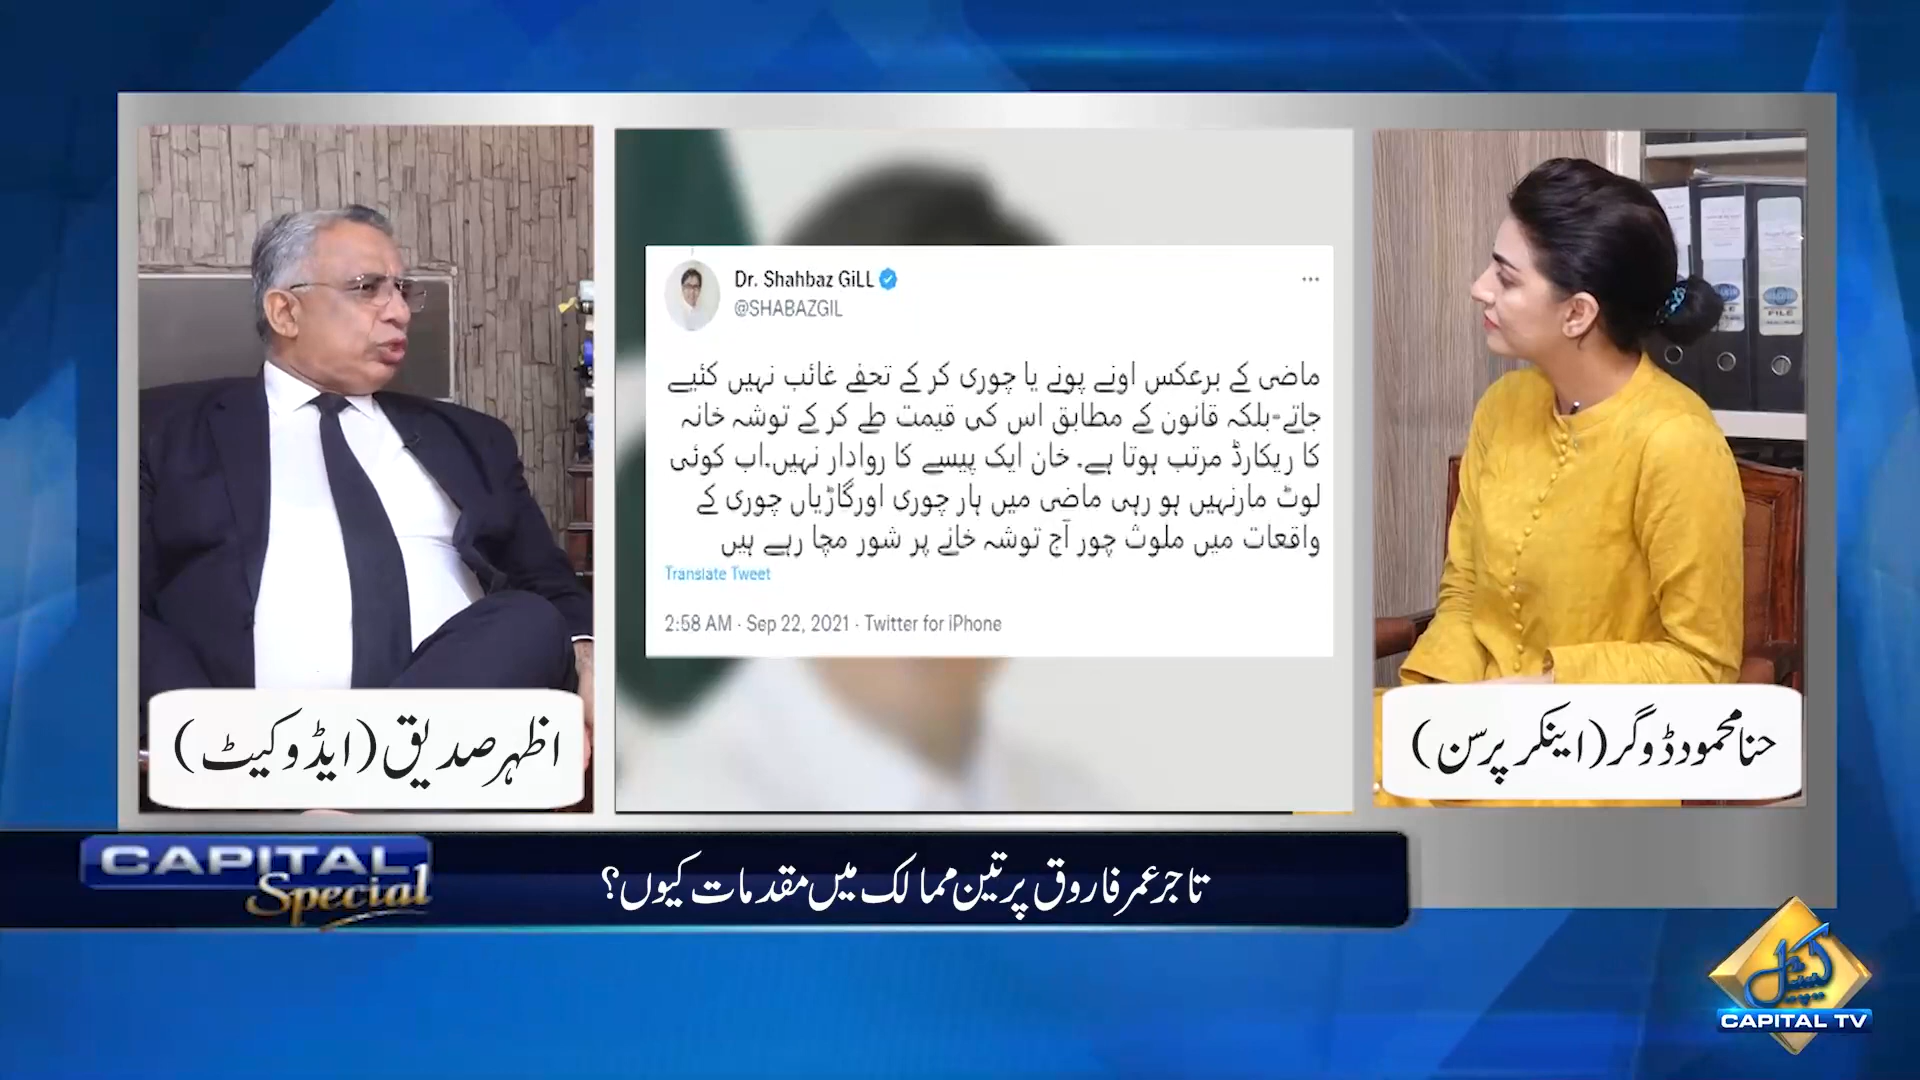 Dr. Shahbaz GiLL
@SHABAZGIL
ماضی کے برعکس اونے پونے یا چوری کر کے تحفے غائب نہیں کئیے
جاتے-بلکہ قانون کے مطابق اس کی قیمت طے کر کے توشہ خانہ
کا ریکارڈ مرتب ہوتا ہے۔ خان ایک پیسے کا روادار نہیں۔اب کوئی
لوٹ مارنہیں ہو رہی ماضی میں ہار چوری اورگاڑیاں چوری کے
واقعات میں ملوث چور آج توشہ خانے پر شور مچا رہے ہیں
Translate Tweet
2:58 AM · Sep 22, 2021 · Twitter for iPhone
اظہر صدیق (ایڈوکیٹ)
حنا محمود ڈوگر (اینکر پرسن)
CAPITAL
Special
تاجر عمر فاروق پر تین ممالک میں مقدمات کیوں؟
کیپیٹل
CAPITAL TV
FILE